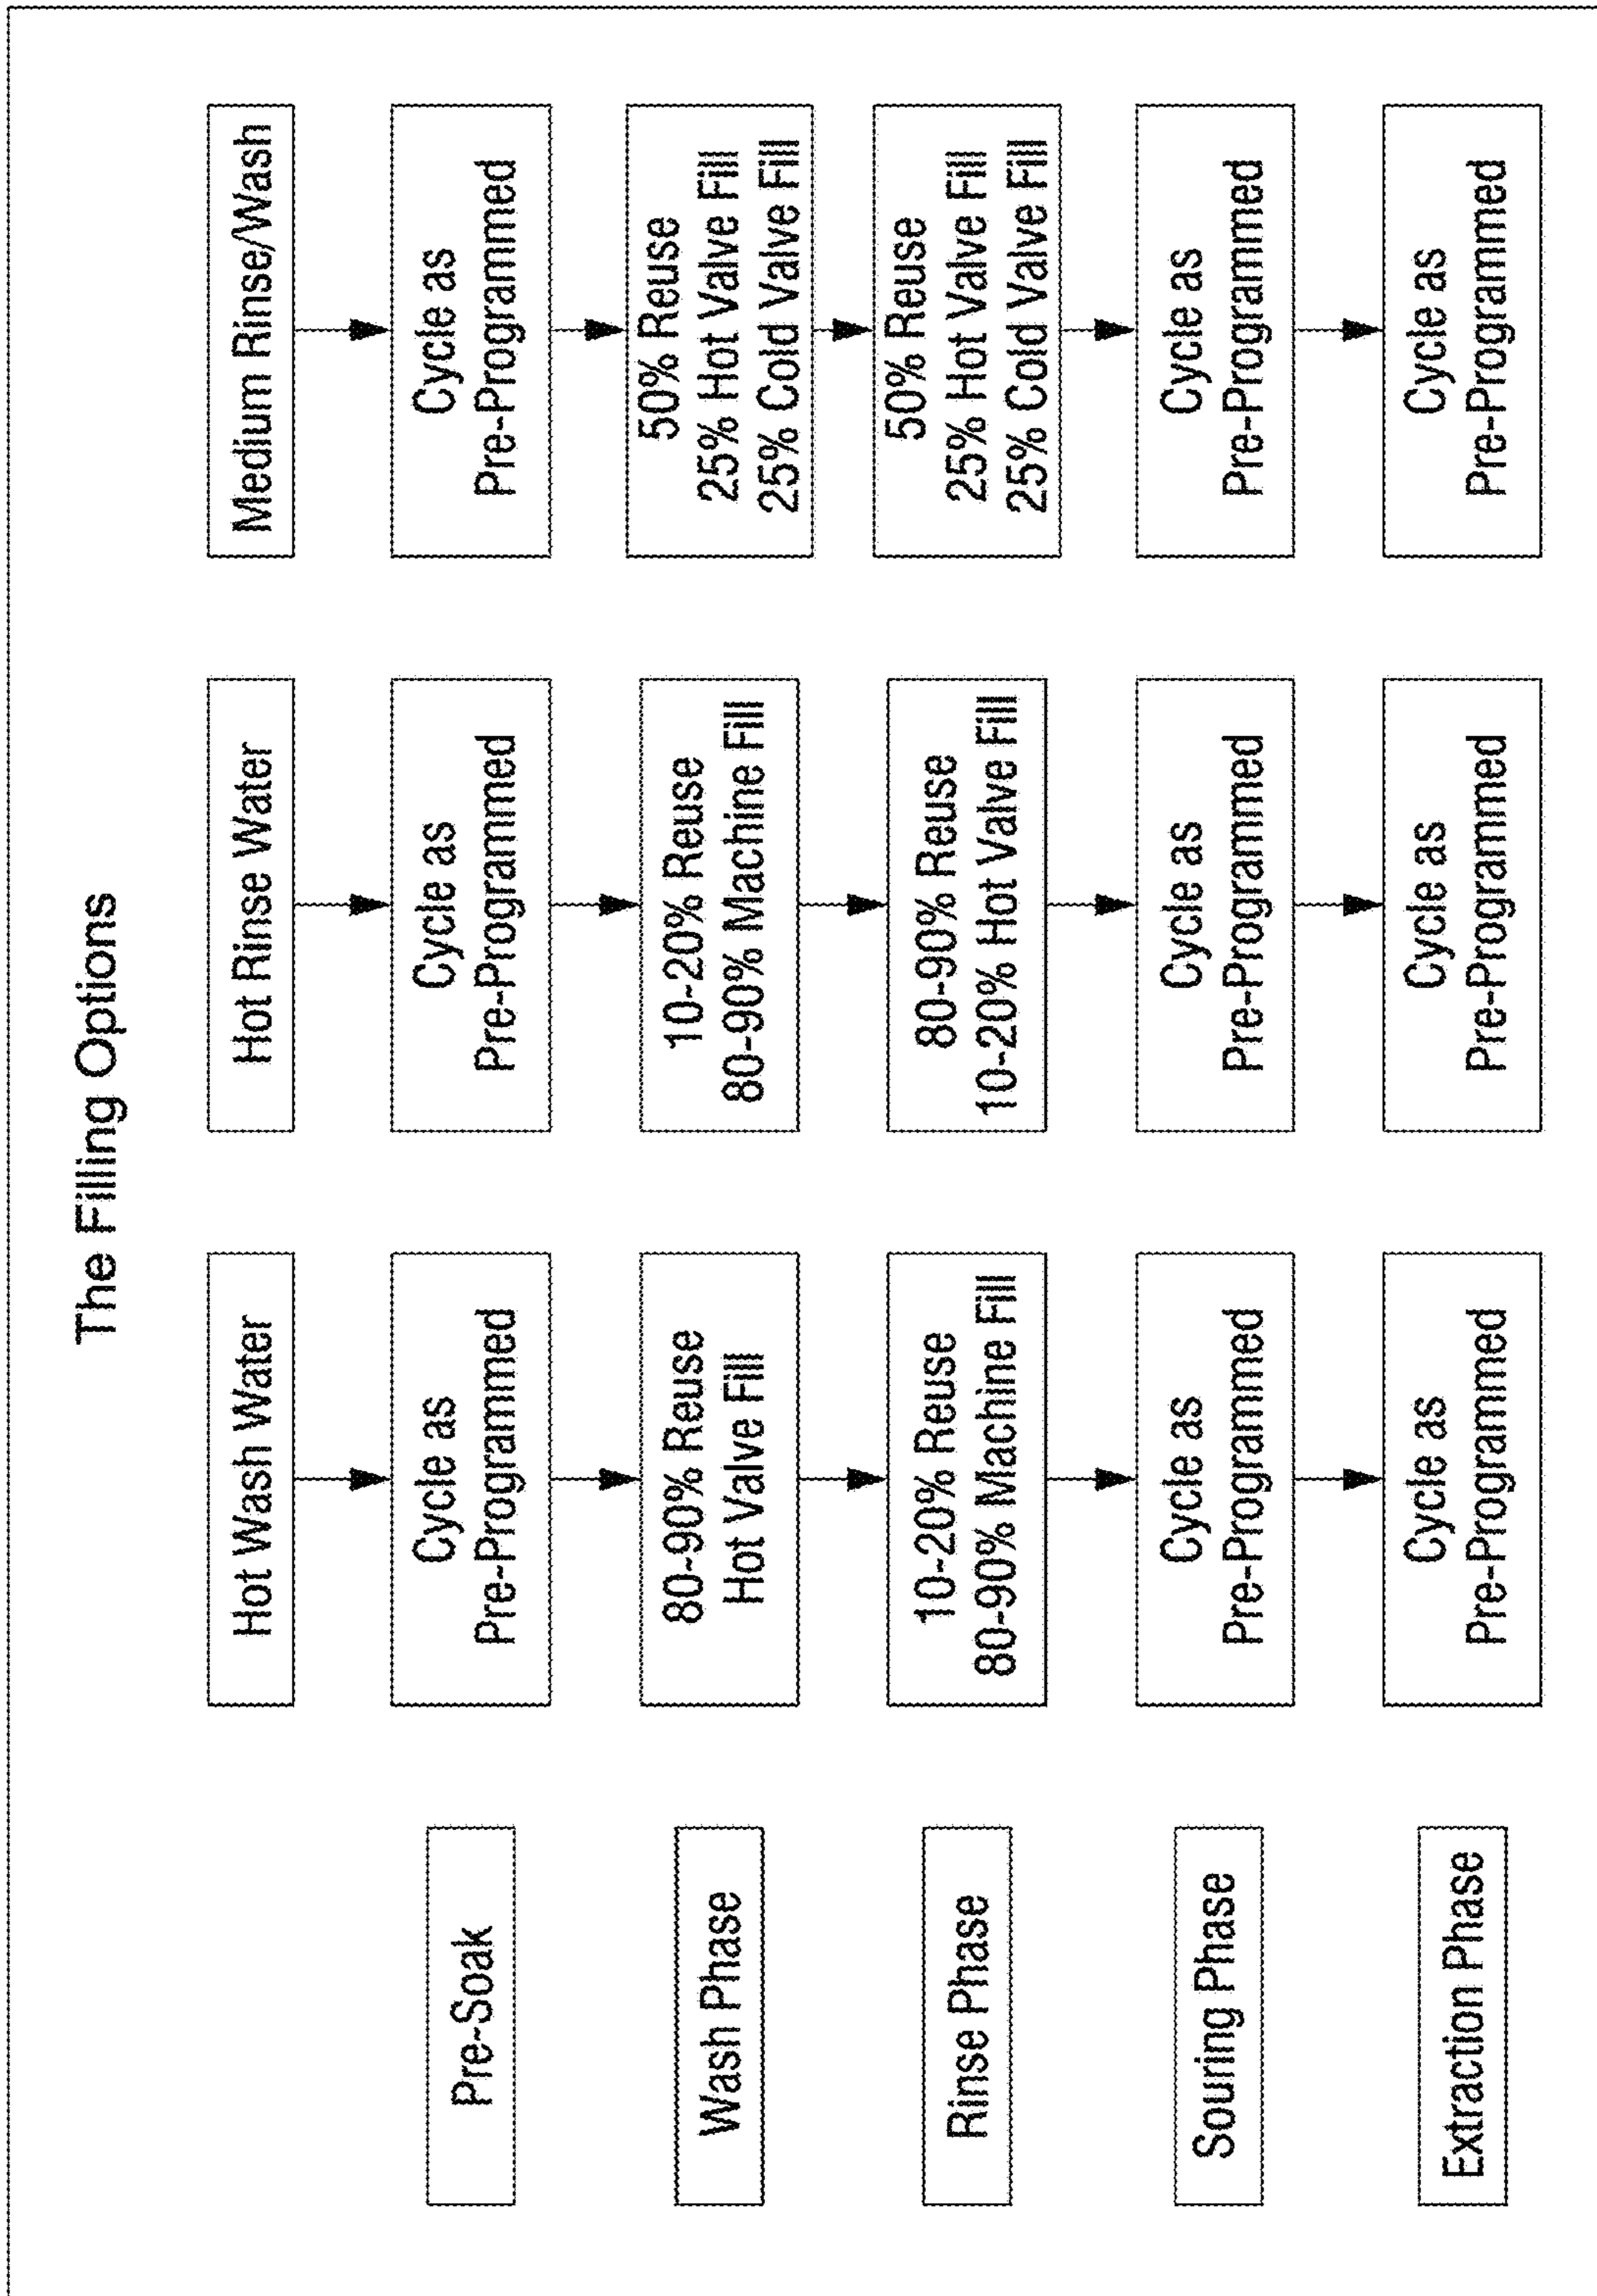 The Filling Options
Hot Wash Water
Hot Rinse Water
Medium Rinse/Wash
Pre-Soak
Cycle as
Pre-Programmed
Cycle as
Pre-Programmed
Cycle as
Pre-Programmed
Wash Phase
80-90% Reuse
Hot Valve Fill
10-20% Reuse
80-90% Machine Fill
50% Reuse
25% Hot Valve Fill
25% Cold Valve Fill
Rinse Phase
10-20% Reuse
80-90% Machine Fill
80-90% Reuse
10-20% Hot Valve Fill
50% Reuse
25% Hot Valve Fill
25% Cold Valve Fill
Souring Phase
Cycle as
Pre-Programmed
Cycle as
Pre-Programmed
Cycle as
Pre-Programmed
Extraction Phase
Cycle as
Pre-Programmed
Cycle as
Pre-Programmed
Cycle as
Pre-Programmed